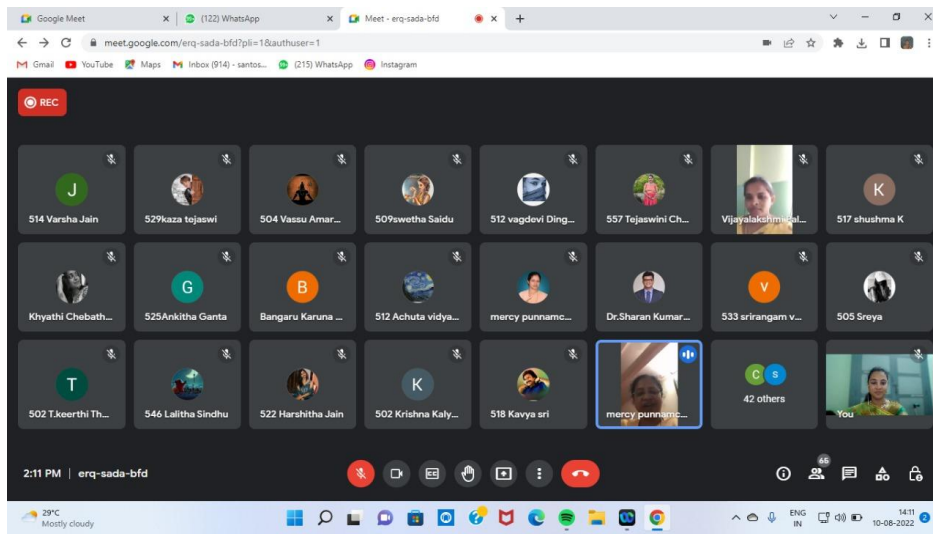 Google Meet
(122) WhatsApp
Meet - erq-sada-bfd
meet.google.com/erq-sada-bfd?pli=1&authuser=1
Gmail YouTube Maps Inbox (914) - santos... (215) WhatsApp Instagram
REC
J
514 Varsha Jain
529kaza tejaswi
504 Vassu Amar...
509swetha Saidu
512 vagdevi Ding...
557 Tejaswini Ch...
Vijayalakshmi Pal...
K
517 shushma K
Khyathi Chebath...
G
525Ankitha Ganta
B
Bangaru Karuna ...
512 Achuta vidya...
mercy punnamc...
Dr.Sharan Kumar...
V
533 srirangam v...
505 Sreya
T
502 T.keerthi Th...
546 Lalitha Sindhu
522 Harshitha Jain
K
502 Krishna Kaly...
518 Kavya sri
mercy punnamc...
C S
42 others
You
2:11 PM | erq-sada-bfd
CC
65
29°C
Mostly cloudy
ENG
IN
14:11
10-08-2022
2